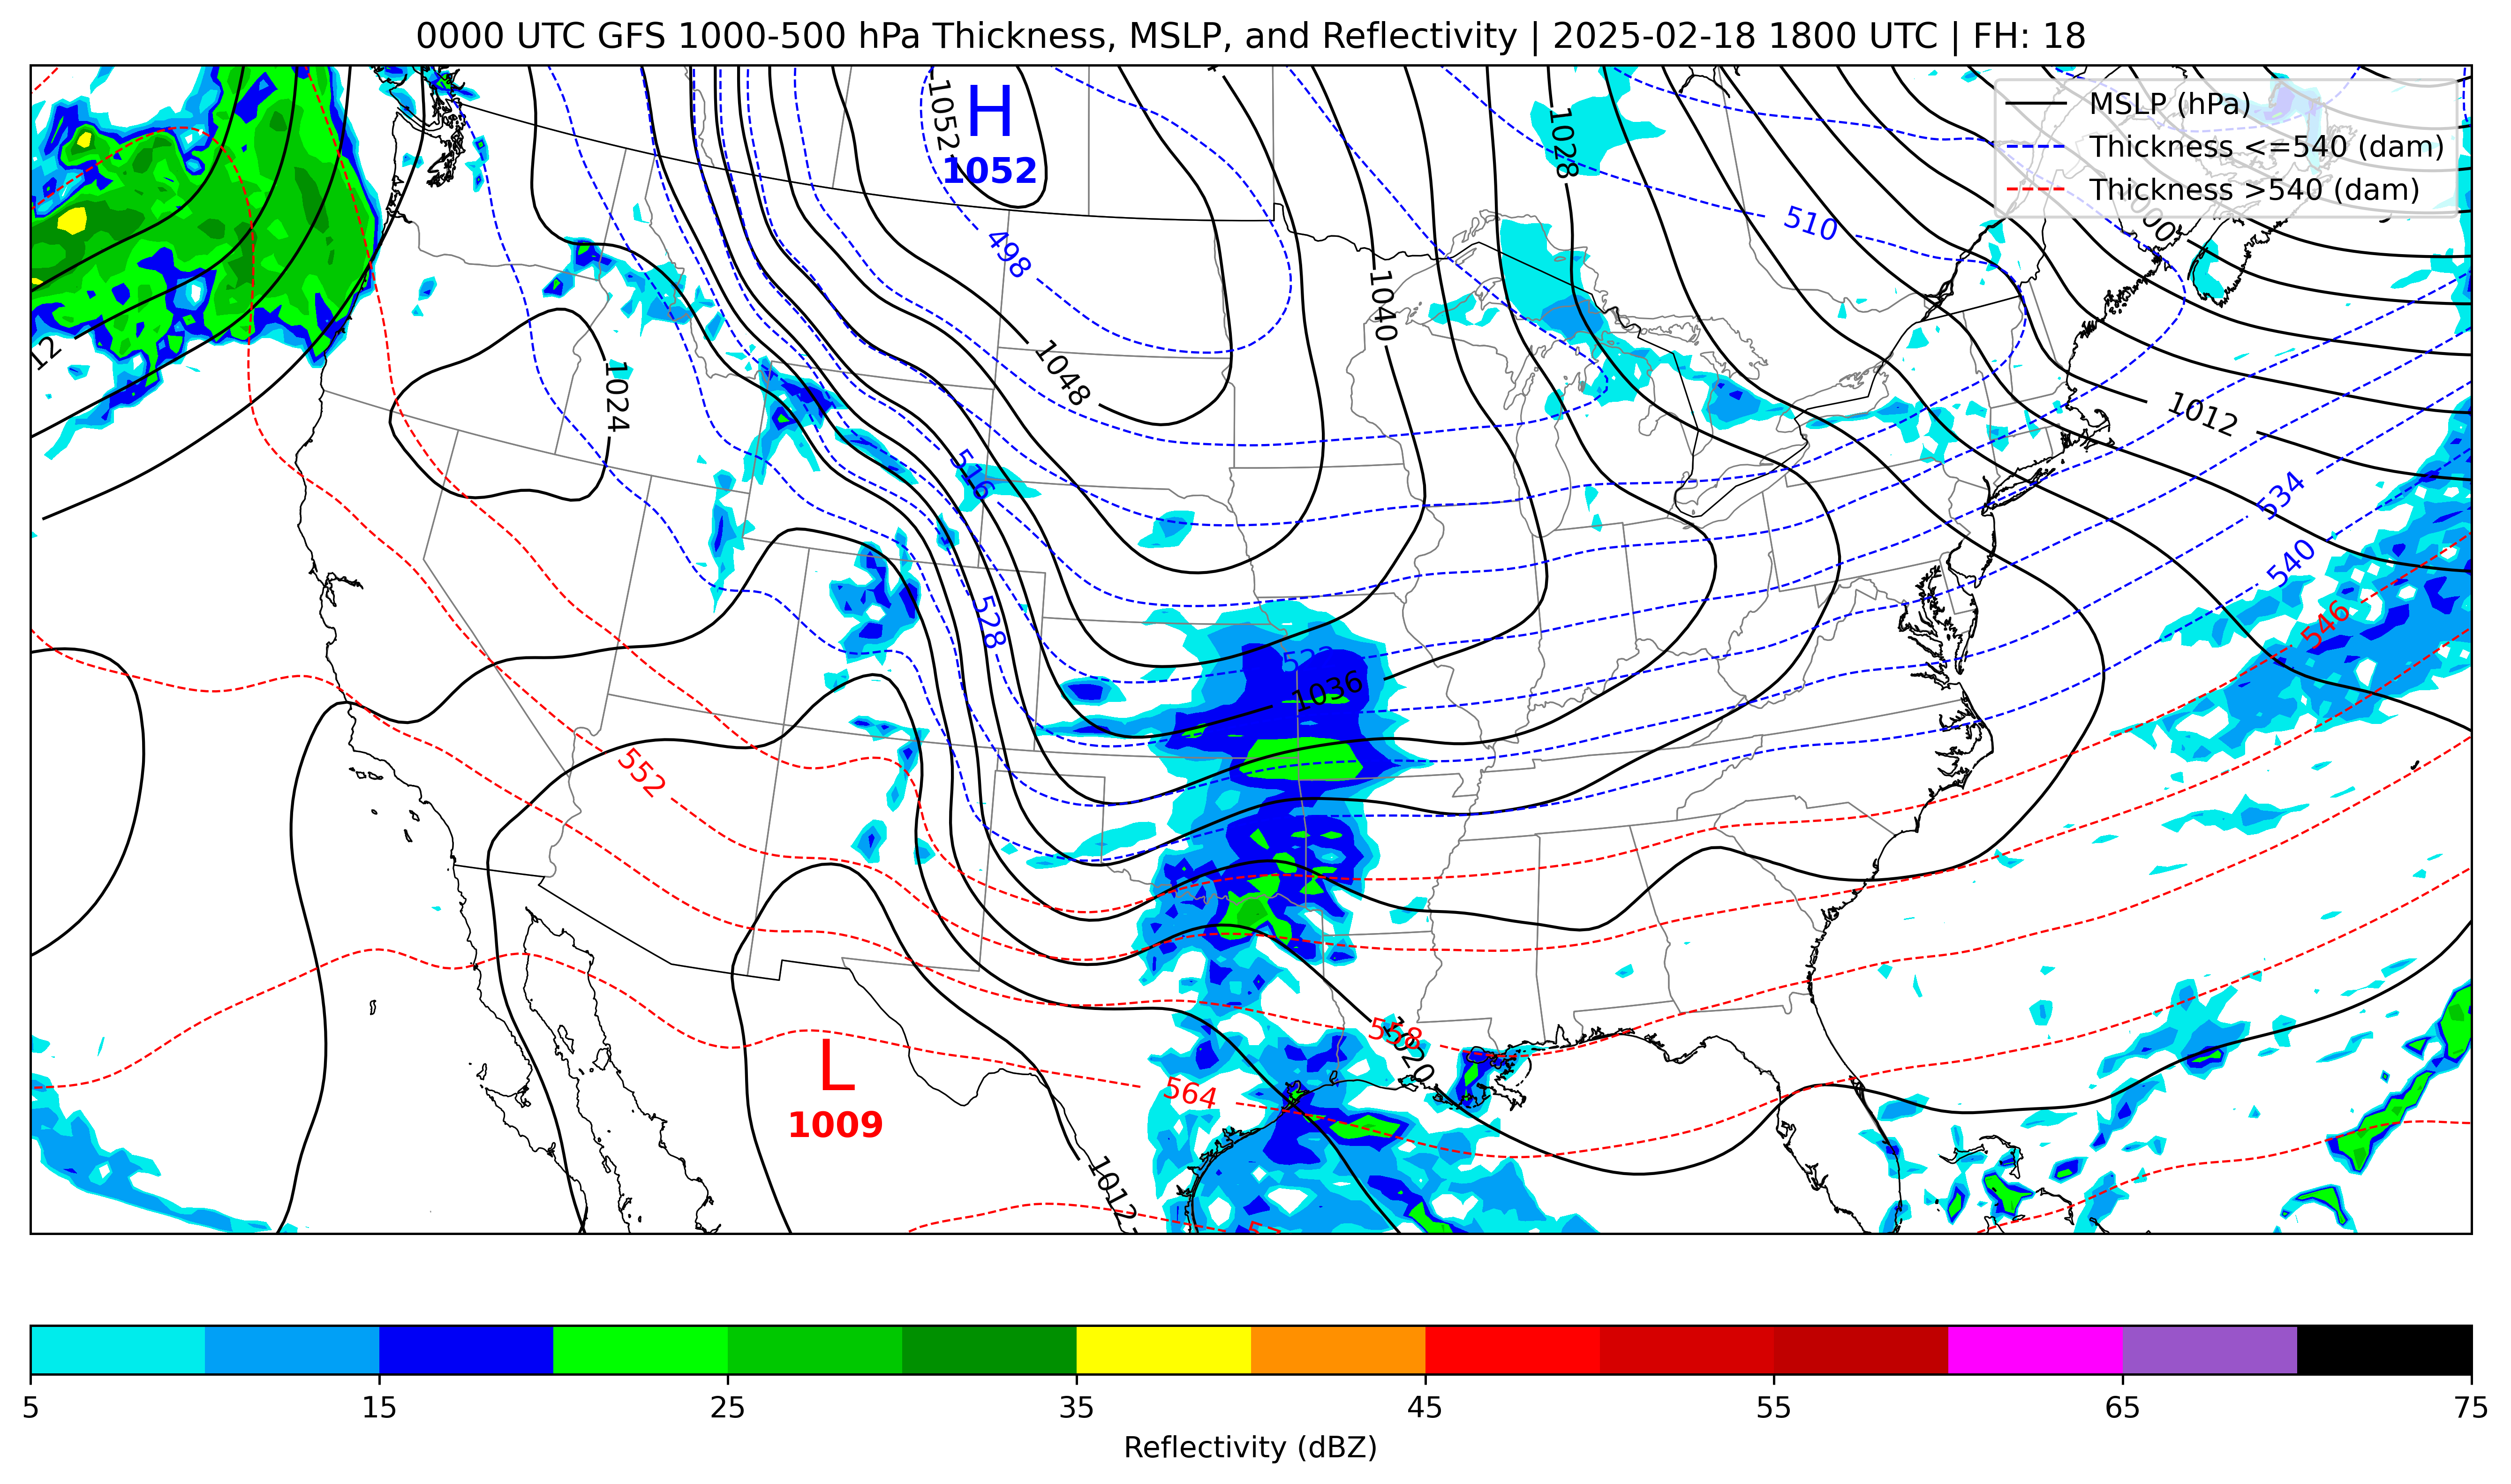 0000 UTC GFS 1000-500 hPa Thickness, MSLP, and Reflectivity | 2025-02-18 1800 UTC | FH: 18
MSLP (hPa)
Thickness <=540 (dam)
Thickness >540 (dam)
H
1052
1052
1028
510
498
1040
12
1048
1024
1012
516
534
540
528
546
1036
552
558
1020
L
1009
564
1012
5 15 25 35 45 55 65 75
Reflectivity (dBZ)